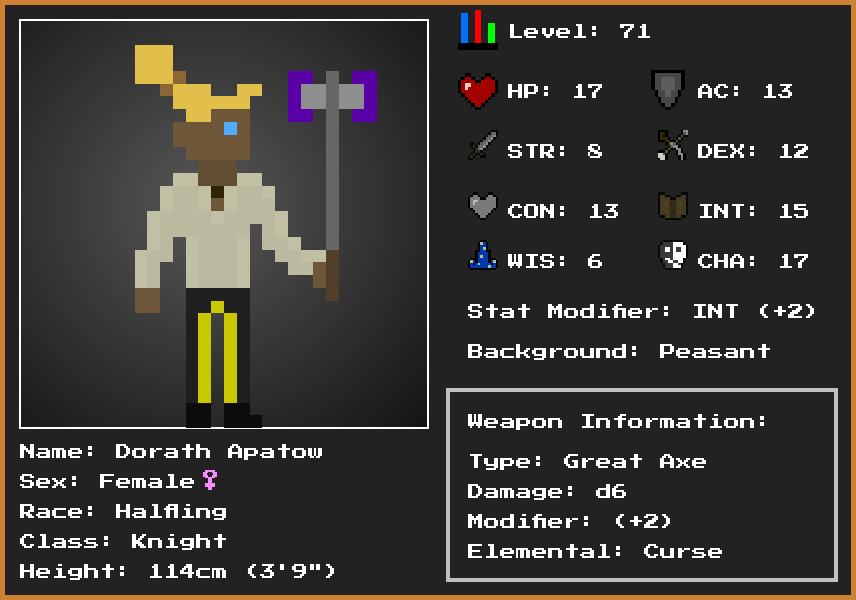 Level: 71
HP: 17 AC: 13
STR: 8 DEX: 12
CON: 13 INT: 15
WIS: 6 CHA: 17
Stat Modifier: INT (+2)
Background: Peasant
Weapon Information:
Type: Great Axe
Damage: d6
Modifier: (+2)
Elemental: Curse
Name: Dorath Apatow
Sex: Female♀
Race: Halfling
Class: Knight
Height: 114cm (3'9")